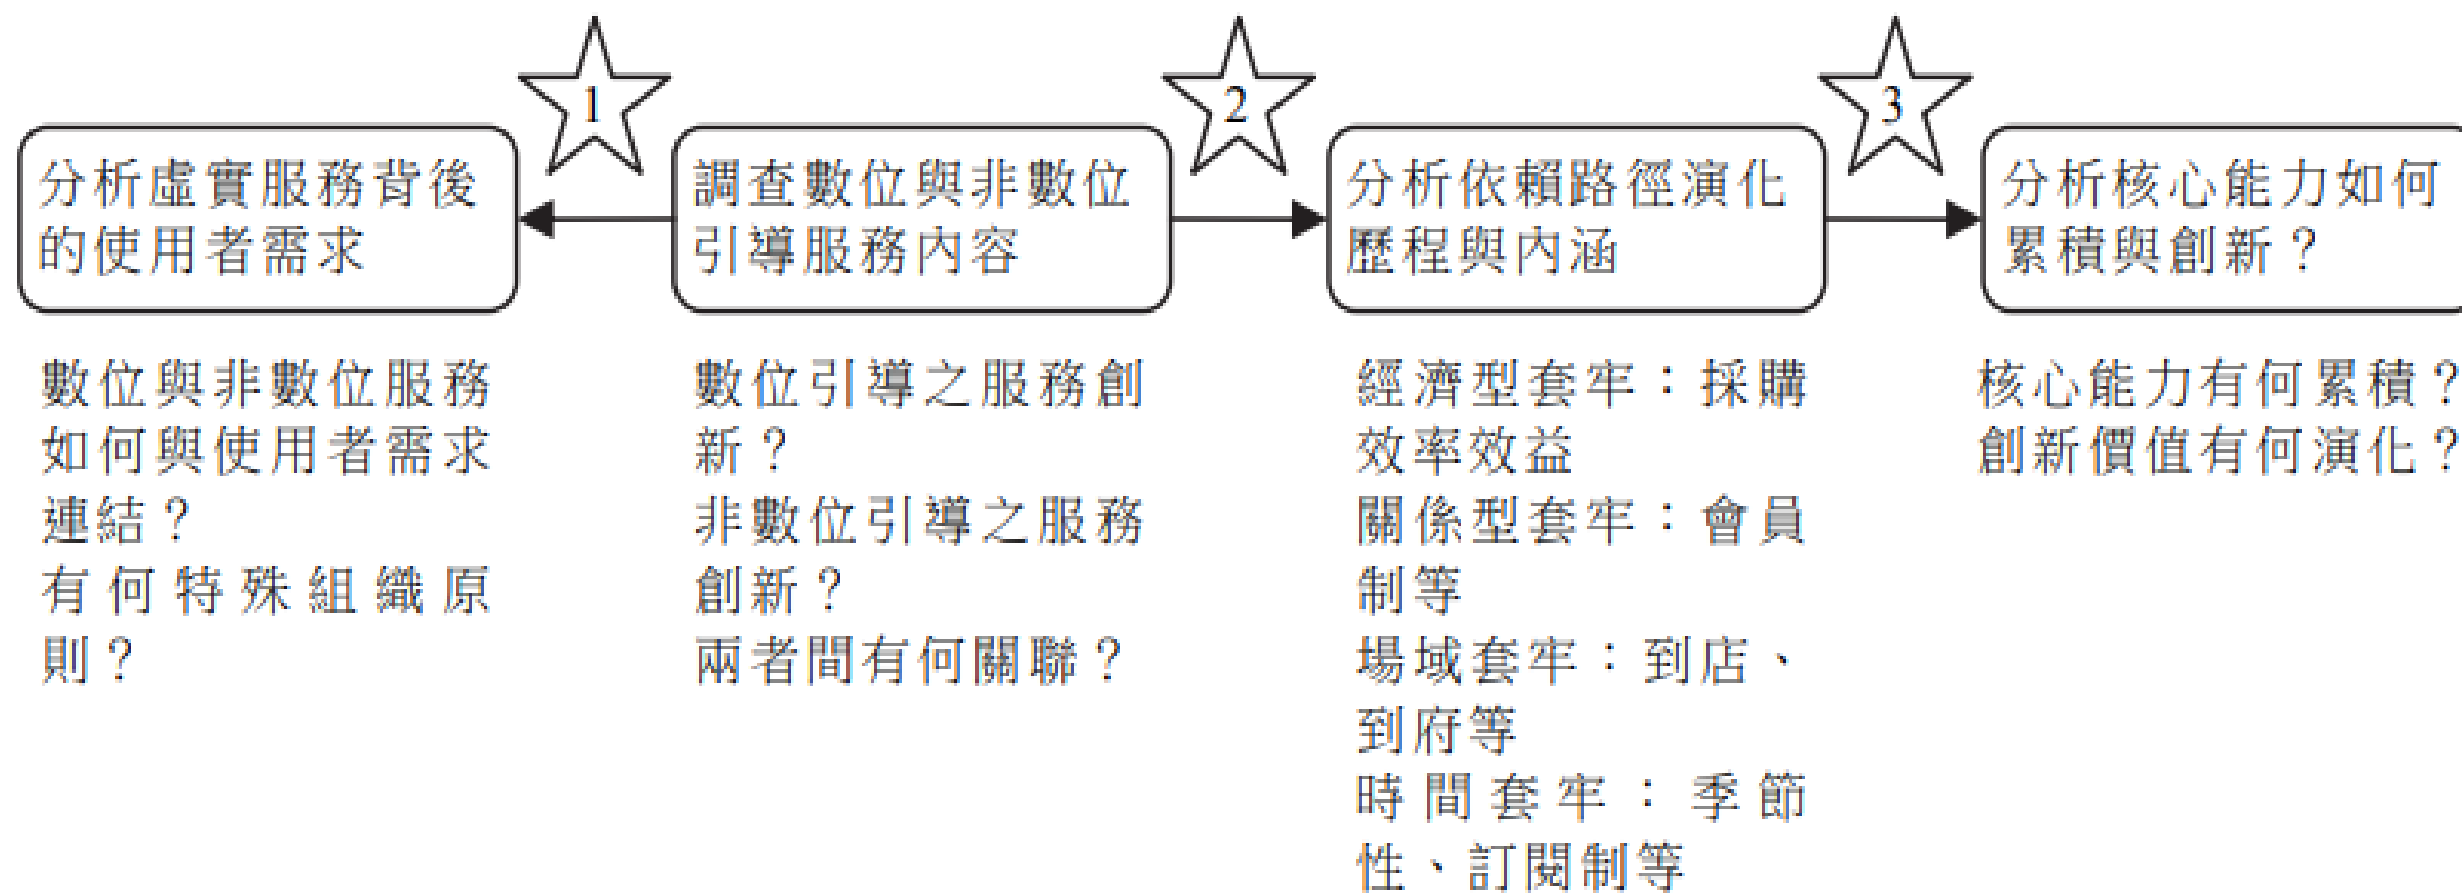 1
2
3
分析虛實服務背後
的使用者需求
調查數位與非數位
引導服務內容
分析依賴路徑演化
歷程與內涵
分析核心能力如何
累積與創新？
數位與非數位服務
如何與使用者需求
連結？
有何特殊組織原
則？
數位引導之服務創
新？
非數位引導之服務
創新？
兩者間有何關聯？
經濟型套牢：採購
效率效益
關係型套牢：會員
制等
場域套牢：到店、
到府等
時間套牢：季節
性、訂閱制等
核心能力有何累積？
創新價值有何演化？